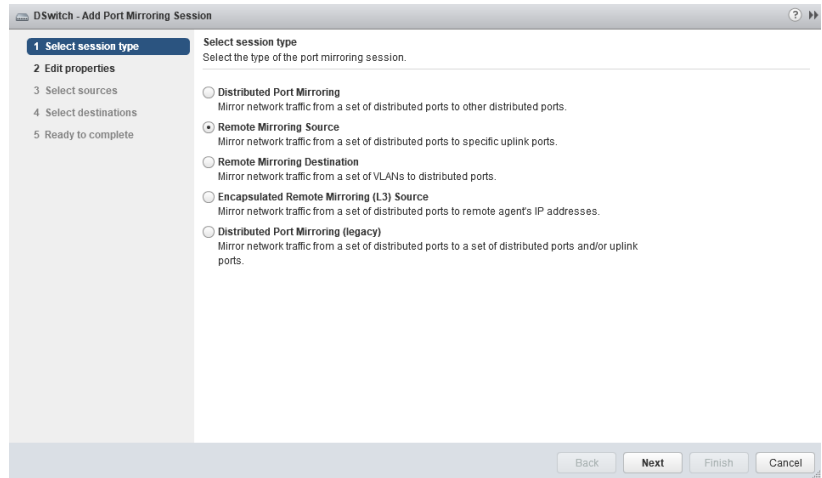 DSwitch - Add Port Mirroring Session
?
1 Select session type
2 Edit properties
3 Select sources
4 Select destinations
5 Ready to complete
Select session type
Select the type of the port mirroring session.
Distributed Port Mirroring
Mirror network traffic from a set of distributed ports to other distributed ports.
Remote Mirroring Source
Mirror network traffic from a set of distributed ports to specific uplink ports.
Remote Mirroring Destination
Mirror network traffic from a set of VLANs to distributed ports.
Encapsulated Remote Mirroring (L3) Source
Mirror network traffic from a set of distributed ports to remote agent's IP addresses.
Distributed Port Mirroring (legacy)
Mirror network traffic from a set of distributed ports to a set of distributed ports and/or uplink
ports.
Back Next Finish Cancel